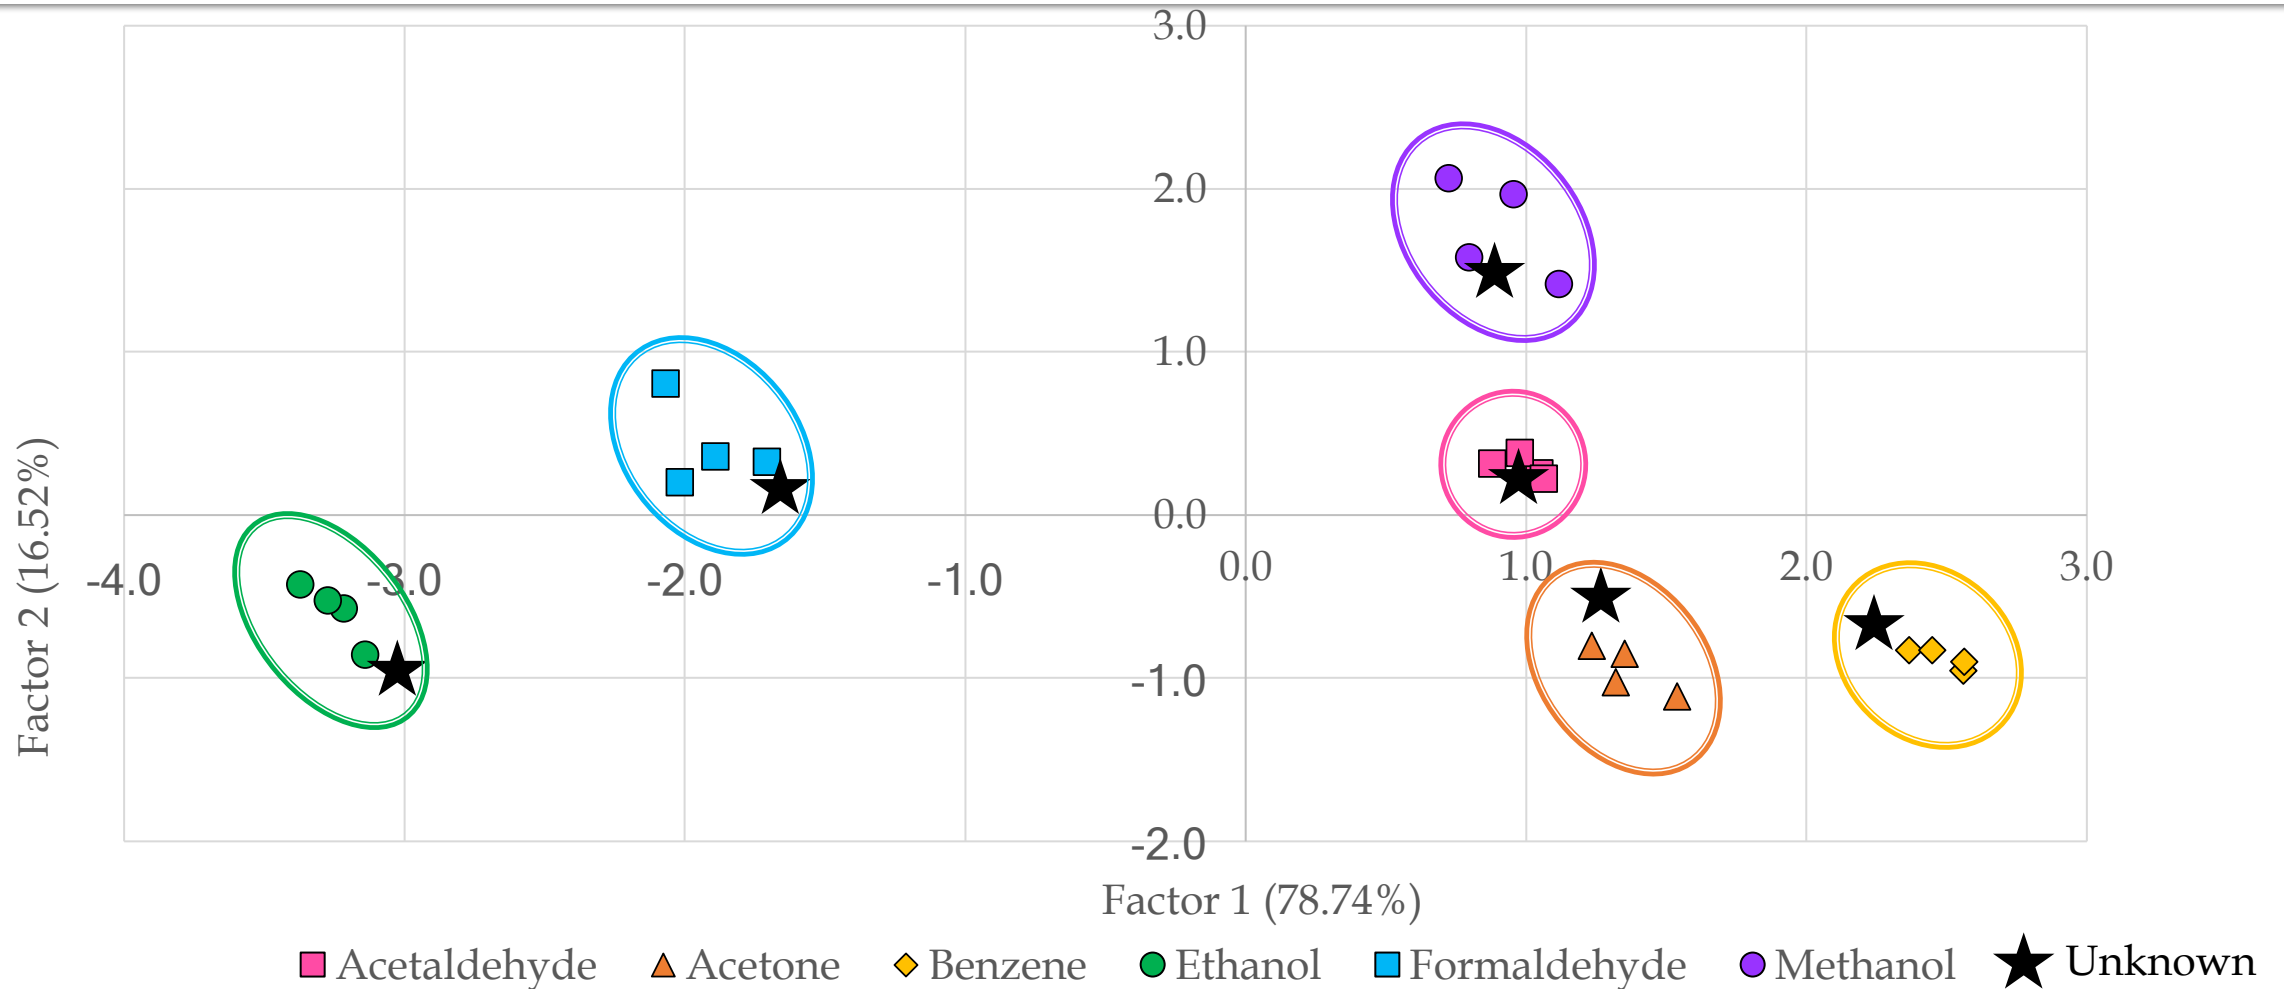 3.0
2.0
1.0
0.0
-4.0 -3.0 -2.0 -1.0 0.0 1.0 2.0 3.0
-1.0
-2.0
Factor 2 (16.52%)
Factor 1 (78.74%)
Acetaldehyde Acetone Benzene Ethanol Formaldehyde Methanol Unknown